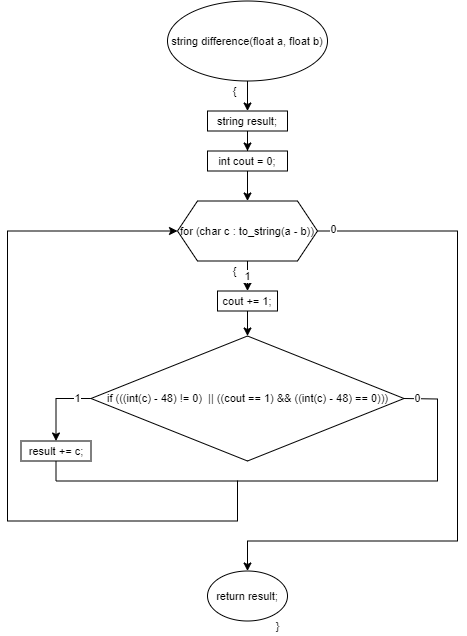 string difference(float a, float b)
{
string result;
int cout = 0;
for (char c : to_string(a - b))
0
{
1
cout += 1;
if (((int(c) - 48) != 0)  || ((cout == 1) && ((int(c) - 48) == 0)))
1
0
result += c;
return result;
}